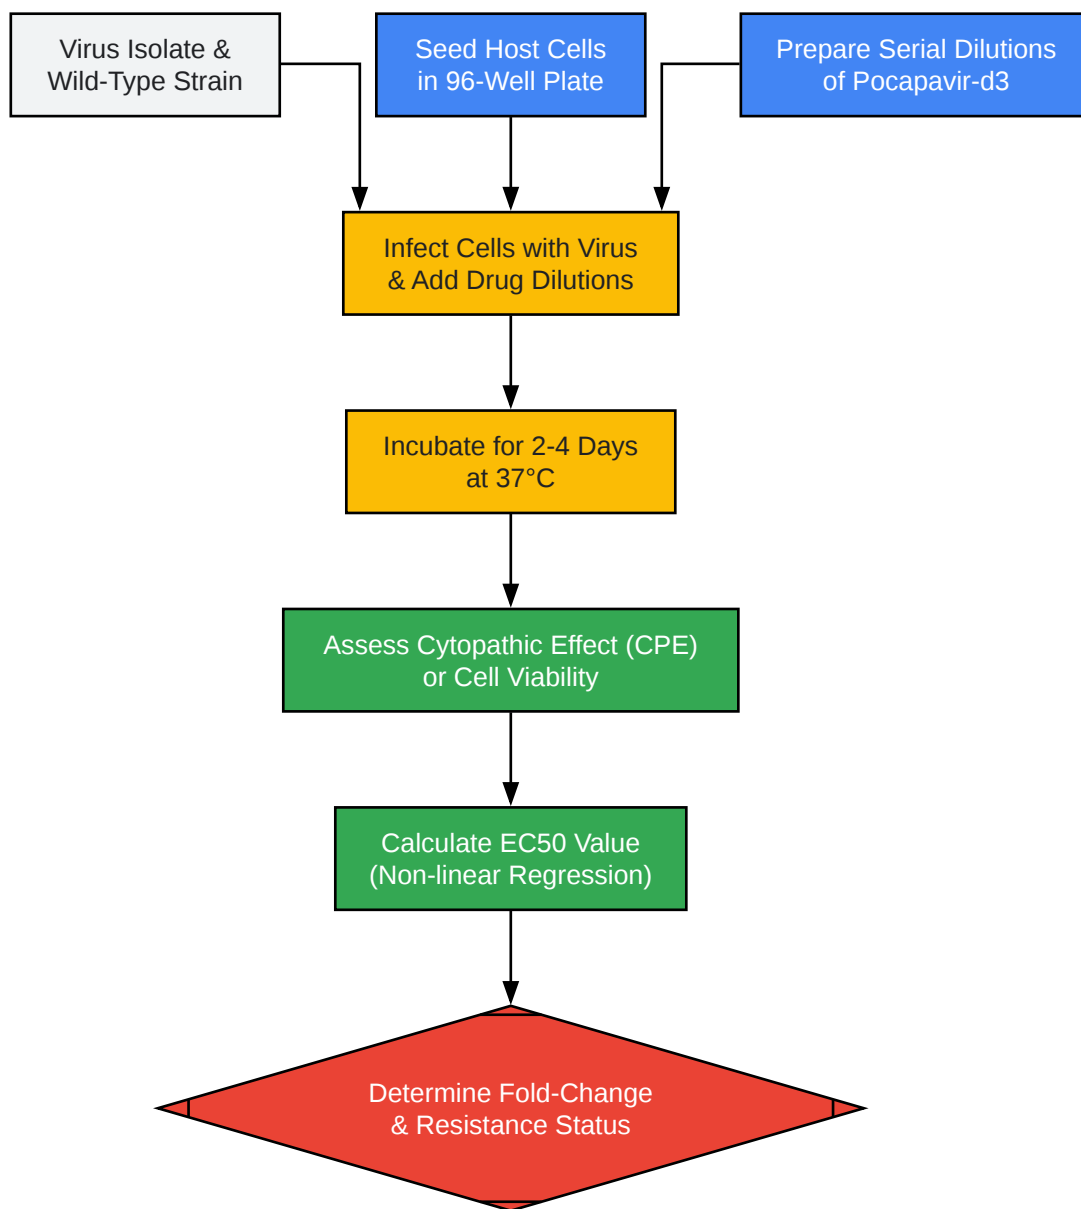 Virus Isolate &
Wild-Type Strain
Seed Host Cells
in 96-Well Plate
Prepare Serial Dilutions
of Pocapavir-d3
Infect Cells with Virus
& Add Drug Dilutions
Incubate for 2-4 Days
at 37°C
Assess Cytopathic Effect (CPE)
or Cell Viability
Calculate EC50 Value
(Non-linear Regression)
Determine Fold-Change
& Resistance Status